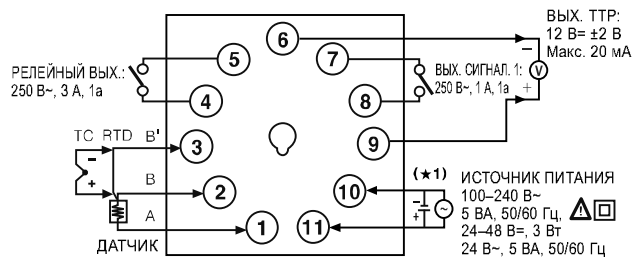 ВЫХ. ТТР:
12 В= ±2 В
Макс. 20 мА
6
−
V
+
5
7
РЕЛЕЙНЫЙ ВЫХ.:
250 В~, 3 А, 1a
ВЫХ. СИГНАЛ. 1:
250 В~, 1 А, 1a
4
8
9
TC RTD B'
3
−
+
B
2
A
1
ДАТЧИК
10
11
(★1)
−
+
~
ИСТОЧНИК ПИТАНИЯ
100–240 В~
5 ВА, 50/60 Гц,
24–48 В=, 3 Вт
24 В~, 5 ВА, 50/60 Гц